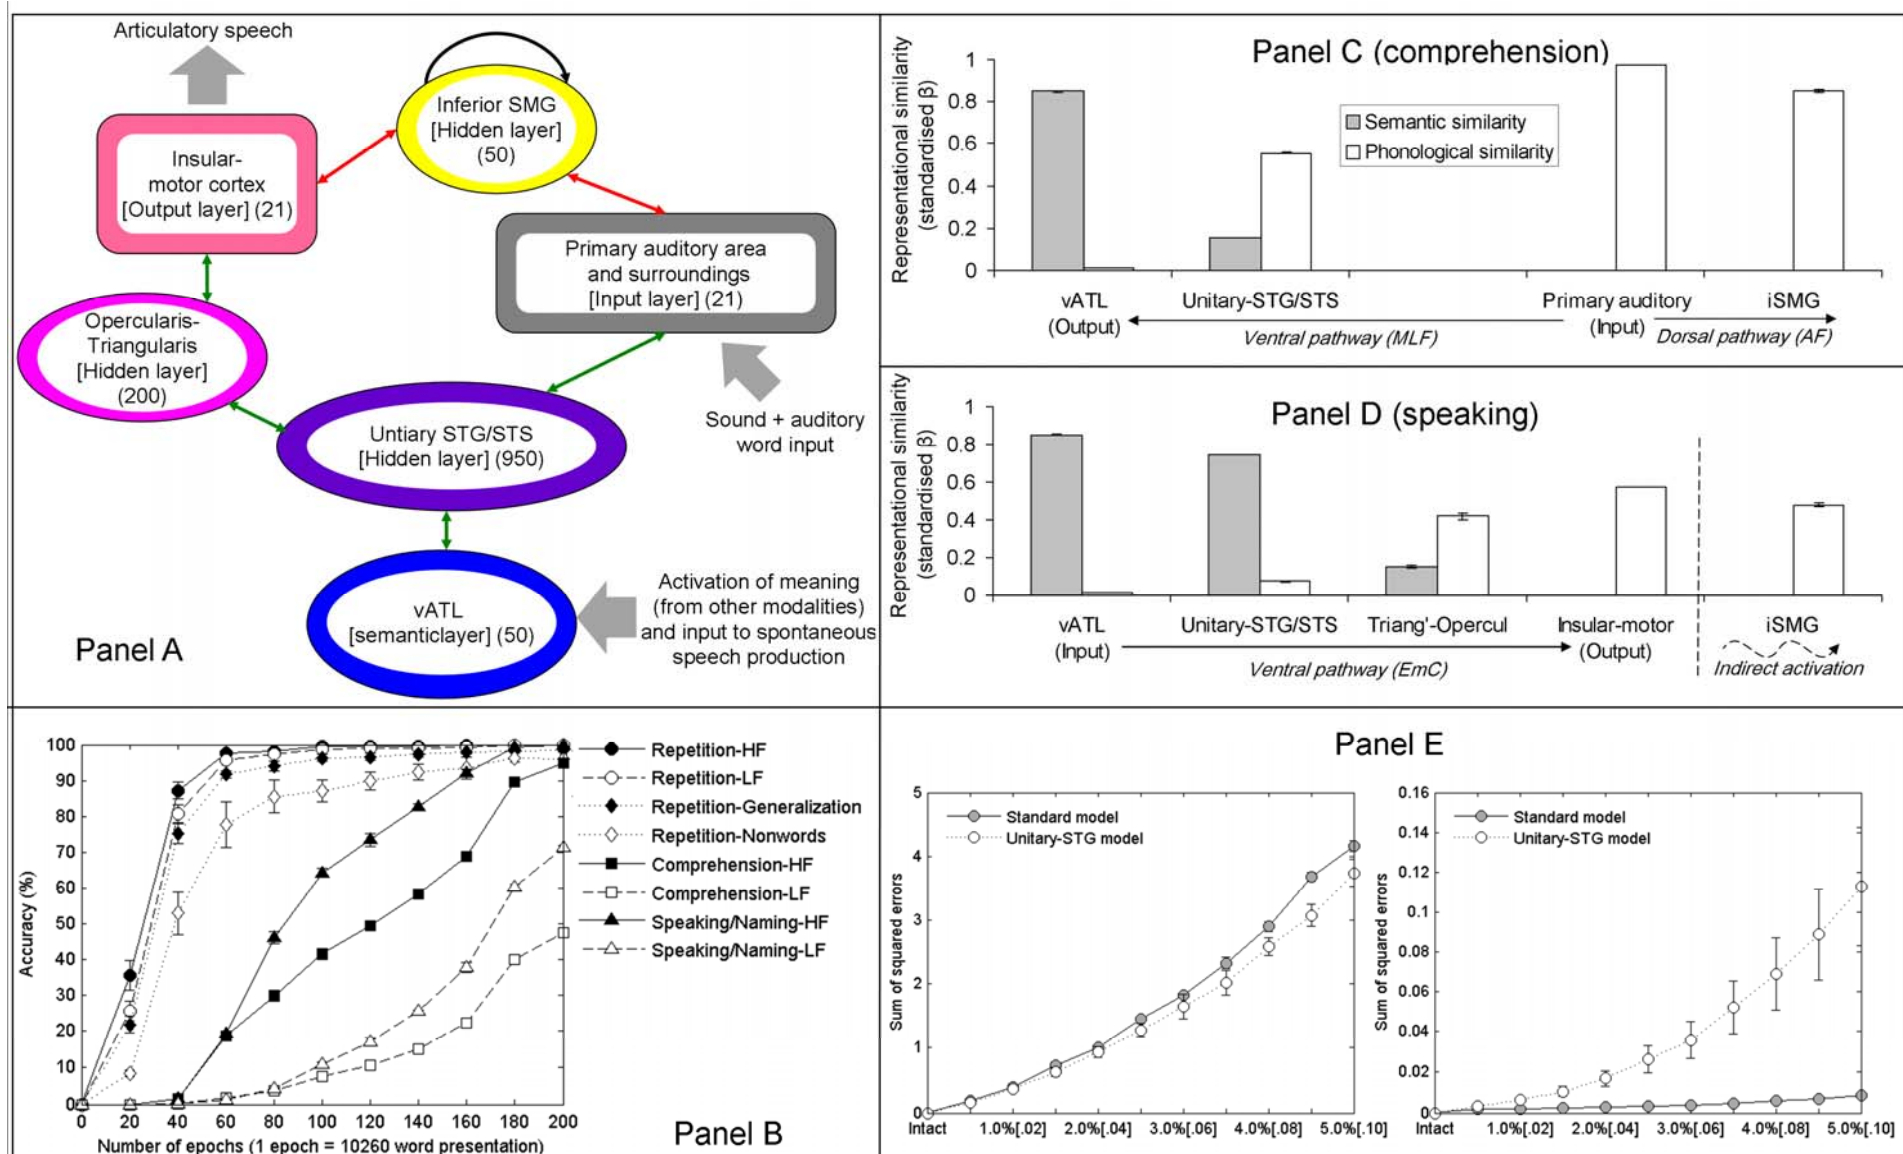 Articulatory speech
Inferior SMG
[Hidden layer]
(50)
Insular-
motor cortex
[Output layer] (21)
Primary auditory area
and surroundings
[Input layer] (21)
Opercularis-
Triangularis
[Hidden layer]
(200)
Sound + auditory
word input
Untiary STG/STS
[Hidden layer] (950)
vATL
[semanticlayer] (50)
Activation of meaning
(from other modalities)
and input to spontaneous
speech production
Panel A
Panel C (comprehension)
Representational similarity
(standardised β)
1
0.8
0.6
0.4
0.2
0
Semantic similarity
Phonological similarity
vATL
(Output)
Unitary-STG/STS
Primary auditory
(Input)
iSMG
Ventral pathway (MLF)
Dorsal pathway (AF)
Panel D (speaking)
Representational similarity
(standardised β)
1
0.8
0.6
0.4
0.2
0
vATL
(Input)
Unitary-STG/STS
Triang'-Opercul
Insular-motor
(Output)
iSMG
Ventral pathway (EmC)
Indirect activation
Accuracy (%)
100
90
80
70
60
50
40
30
20
10
0
0 20 40 60 80 100 120 140 160 180 200
Number of epochs (1 epoch = 10260 word presentation)
Repetition-HF
Repetition-LF
Repetition-Generalization
Repetition-Nonwords
Comprehension-HF
Comprehension-LF
Speaking/Naming-HF
Speaking/Naming-LF
Panel B
Panel E
Sum of squared errors
5
4
3
2
1
0
Standard model
Unitary-STG model
Intact 1.0%[.02] 2.0%[.04] 3.0%[.06] 4.0%[.08] 5.0%[.10]
Sum of squared errors
0.16
0.14
0.12
0.1
0.08
0.06
0.04
0.02
0
Standard model
Unitary-STG model
Intact 1.0%[.02] 2.0%[.04] 3.0%[.06] 4.0%[.08] 5.0%[.10]